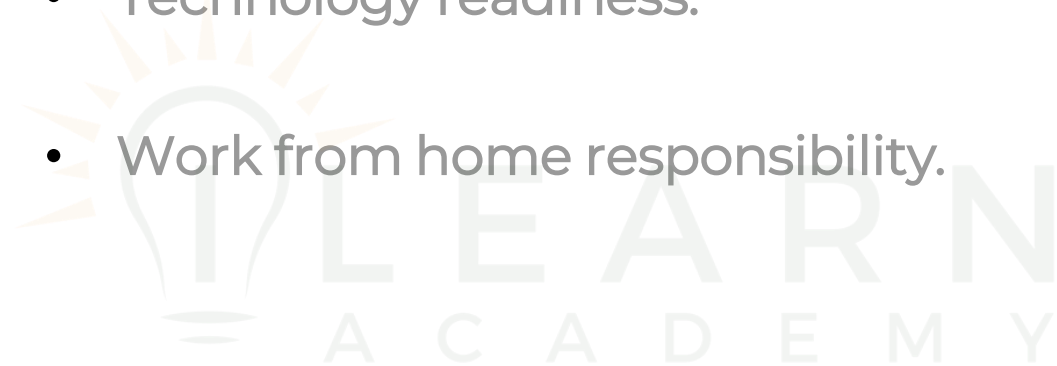 • Technology readiness.
• Work from home responsibility.
I LEARN
ACADEMY